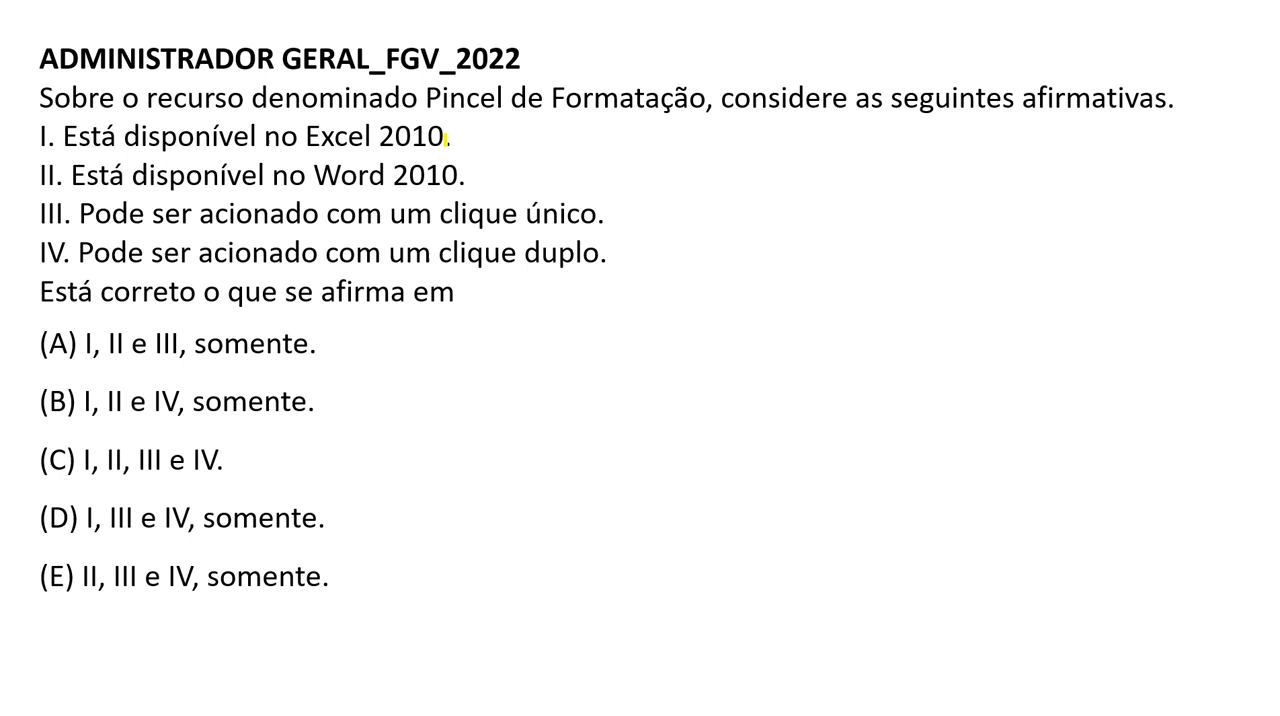 ADMINISTRADOR GERAL_FGV_2022
Sobre o recurso denominado Pincel de Formatação, considere as seguintes afirmativas.
I. Está disponível no Excel 2010.
II. Está disponível no Word 2010.
III. Pode ser acionado com um clique único.
IV. Pode ser acionado com um clique duplo.
Está correto o que se afirma em
(A) I, II e III, somente.
(B) I, II e IV, somente.
(C) I, II, III e IV.
(D) I, III e IV, somente.
(E) II, III e IV, somente.